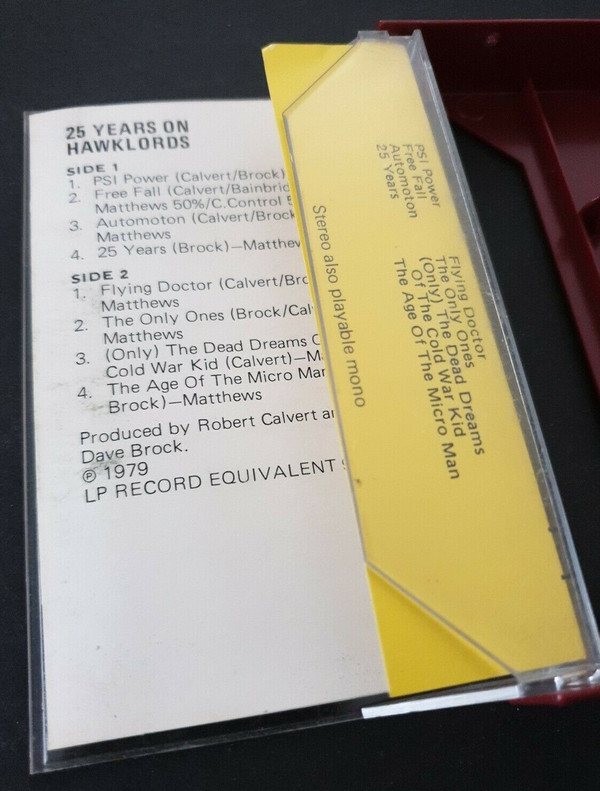 25 YEARS ON
HAWKLORDS
SIDE 1
1. PSI Power (Calvert/Brock)
2. Free Fall (Calvert/Bainbri
Matthews 50%/C.Control
3. Automoton (Calvert/Brock
Matthews
4. 25 Years (Brock)—Matthew
SIDE 2
1. Flying Doctor (Calvert/Bro
Matthews
2. The Only Ones (Brock/Cal
Matthews
3. (Only) The Dead Dreams O
Cold War Kid (Calvert)—M
4. The Age Of The Micro Man
Brock)—Matthews
Produced by Robert Calvert a
Dave Brock.
℗ 1979
LP RECORD EQUIVALENT
PSI Power
Free Fall
Automoton
25 Years
Flying Doctor
The Only Ones
(Only) The Dead Dreams
Of The Cold War Kid
The Age Of The Micro Man
Stereo also playable mono